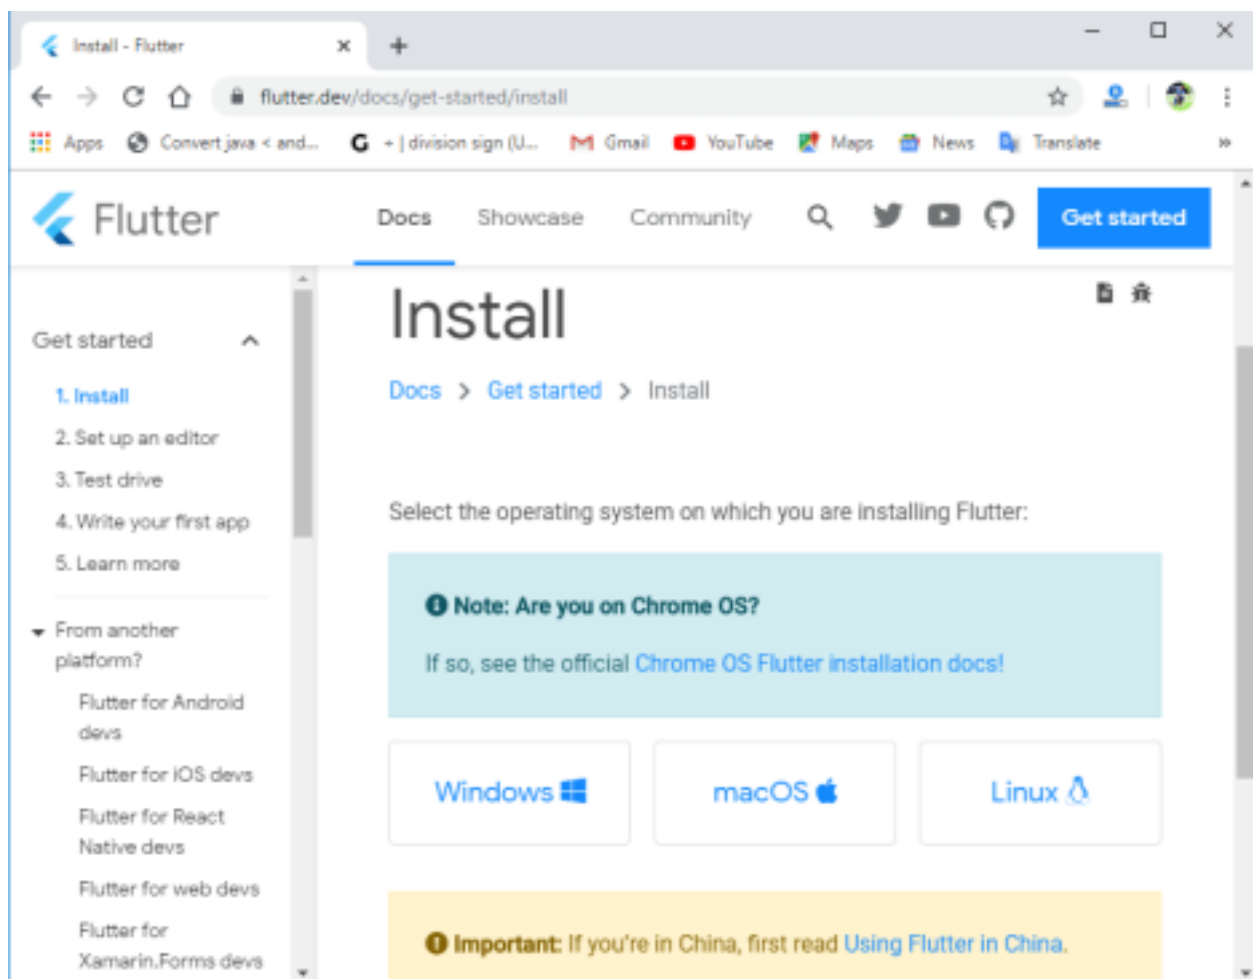 Install - Flutter
flutter.dev/docs/get-started/install
Apps Convert java < and... G + | division sign (U... Gmail YouTube Maps News Translate »
Flutter Docs Showcase Community Get started
Install
Get started
1. Install
2. Set up an editor
3. Test drive
4. Write your first app
5. Learn more
From another
platform?
Flutter for Android
devs
Flutter for iOS devs
Flutter for React
Native devs
Flutter for web devs
Flutter for
Xamarin.Forms devs
Docs > Get started > Install
Select the operating system on which you are installing Flutter:
Note: Are you on Chrome OS?
If so, see the official Chrome OS Flutter installation docs!
Windows macOS Linux
Important: If you're in China, first read Using Flutter in China.